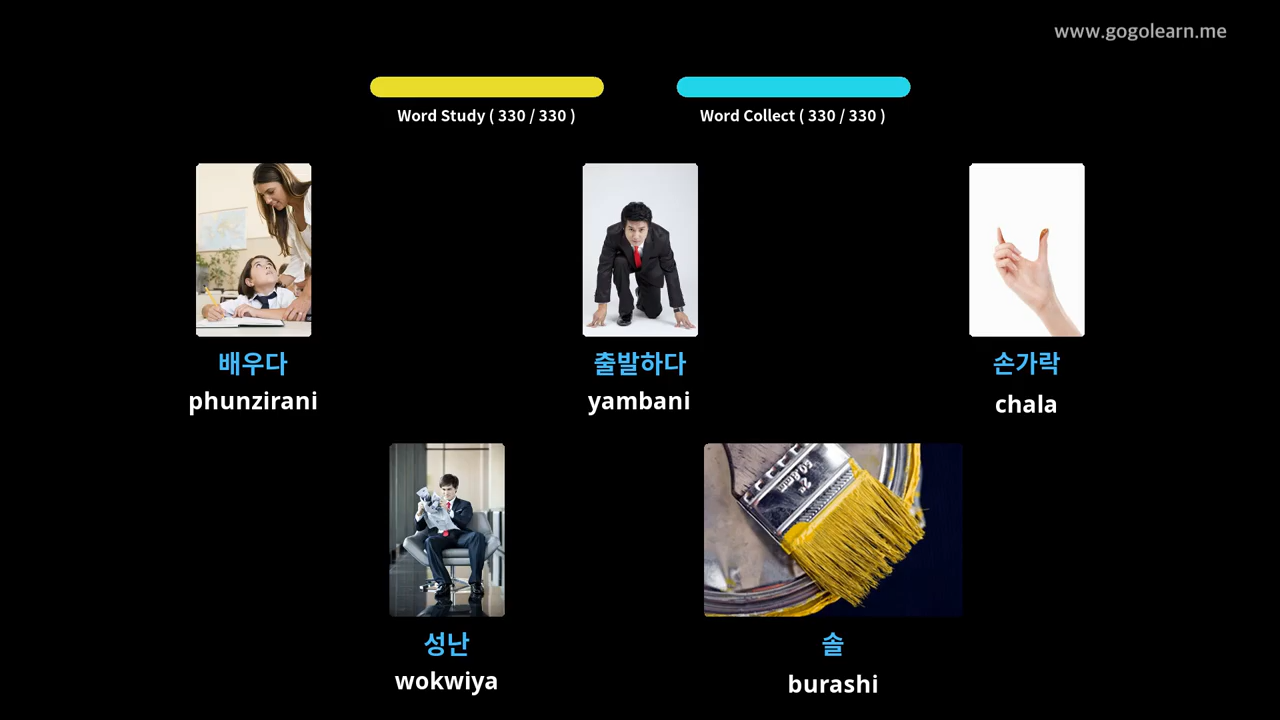 www.gogolearn.me
Word Study ( 330 / 330 )
Word Collect ( 330 / 330 )
배우다
phunzirani
출발하다
yambani
손가락
chala
성난
wokwiya
솔
burashi